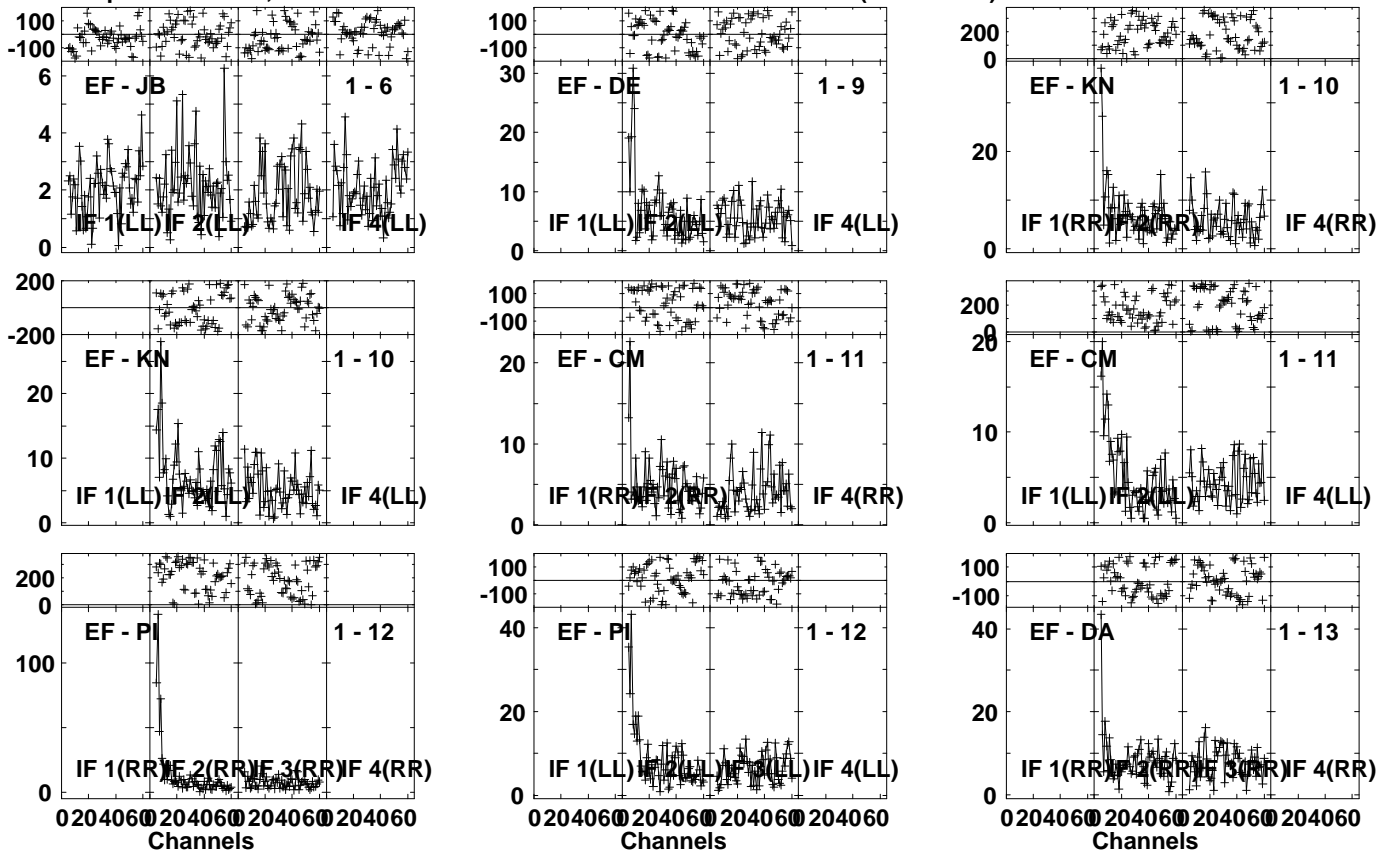 100
-100
6
4
2
0
EF - JB 1 - 6
IF 1(LL) IF 2(LL) IF 4(LL)
100
-100
30
20
10
0
EF - DE 1 - 9
IF 1(LL) IF 2(LL) IF 4(LL)
200
0
20
0
EF - KN 1 - 10
IF 1(RR) IF 2(RR) IF 4(RR)
200
-200
20
10
0
EF - KN 1 - 10
IF 1(LL) IF 2(LL) IF 4(LL)
100
-100
20
10
0
EF - CM 1 - 11
IF 1(RR) IF 2(RR) IF 4(RR)
200
0
20
10
0
EF - CM 1 - 11
IF 1(LL) IF 2(LL) IF 4(LL)
200
0
100
0
EF - PI 1 - 12
IF 1(RR) IF 2(RR) IF 3(RR) IF 4(RR)
0 20 40 60 0 20 40 60 0 20 40 60 0 20 40 60
Channels
100
-100
40
20
0
EF - PI 1 - 12
IF 1(LL) IF 2(LL) IF 3(LL) IF 4(LL)
0 20 40 60 0 20 40 60 0 20 40 60 0 20 40 60
Channels
100
-100
40
20
0
EF - DA 1 - 13
IF 1(RR) IF 2(RR) IF 3(RR) IF 4(RR)
0 20 40 60 0 20 40 60 0 20 40 60 0 20 40 60
Channels